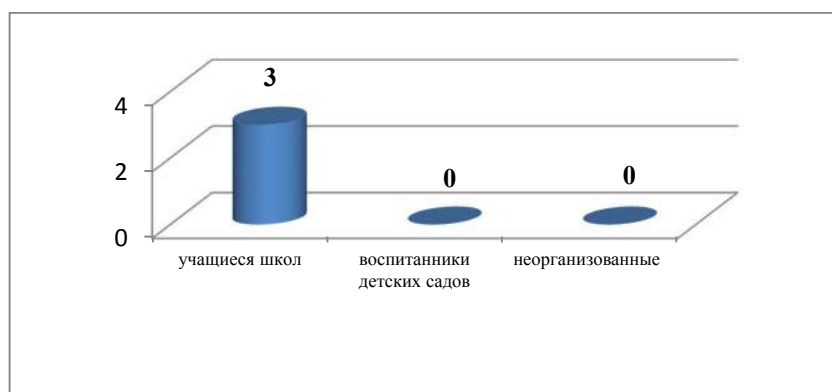 3
4
0
0
2
0
учащиеся школ
воспитанники
детских садов
неорганизованные